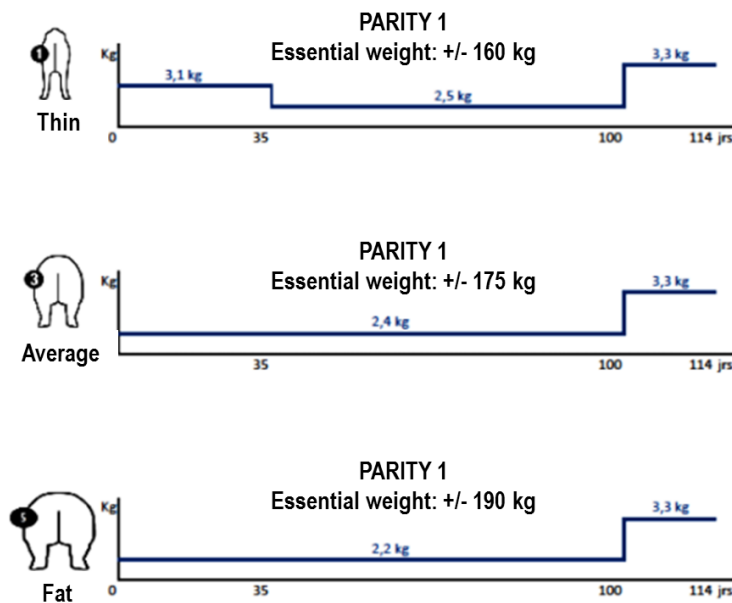 PARITY 1
Essential weight: +/- 160 kg
Kg
1
3,1 kg
2,5 kg
3,3 kg
Thin
0 35 100 114 jrs
PARITY 1
Essential weight: +/- 175 kg
Kg
3
2,4 kg
3,3 kg
Average
35 100 114 jrs
PARITY 1
Essential weight: +/- 190 kg
Kg
5
2,2 kg
3,3 kg
Fat
0 35 100 114 jrs